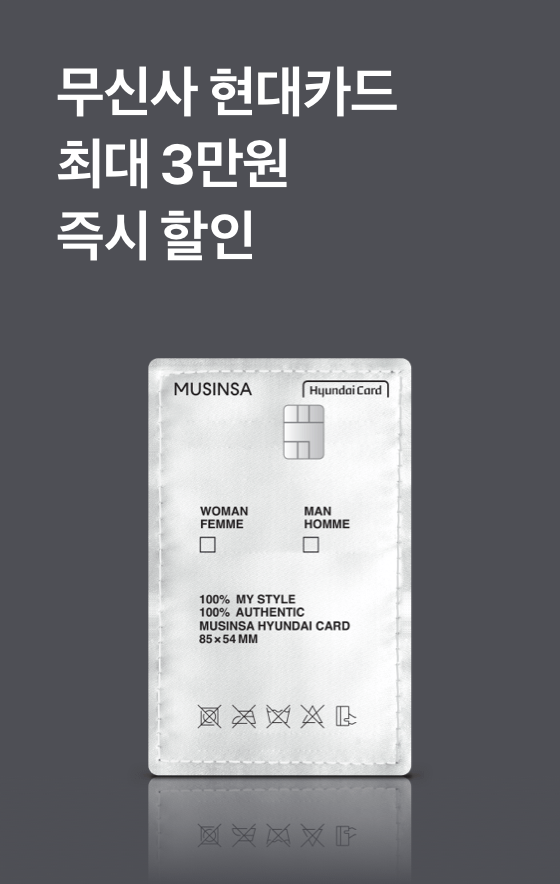 무신사 현대카드
최대 3만원
즉시 할인
MUSINSA
Hyundai Card
WOMAN MAN
FEMME HOMME
100% MY STYLE
100% AUTHENTIC
MUSINSA HYUNDAI CARD
85×54 MM